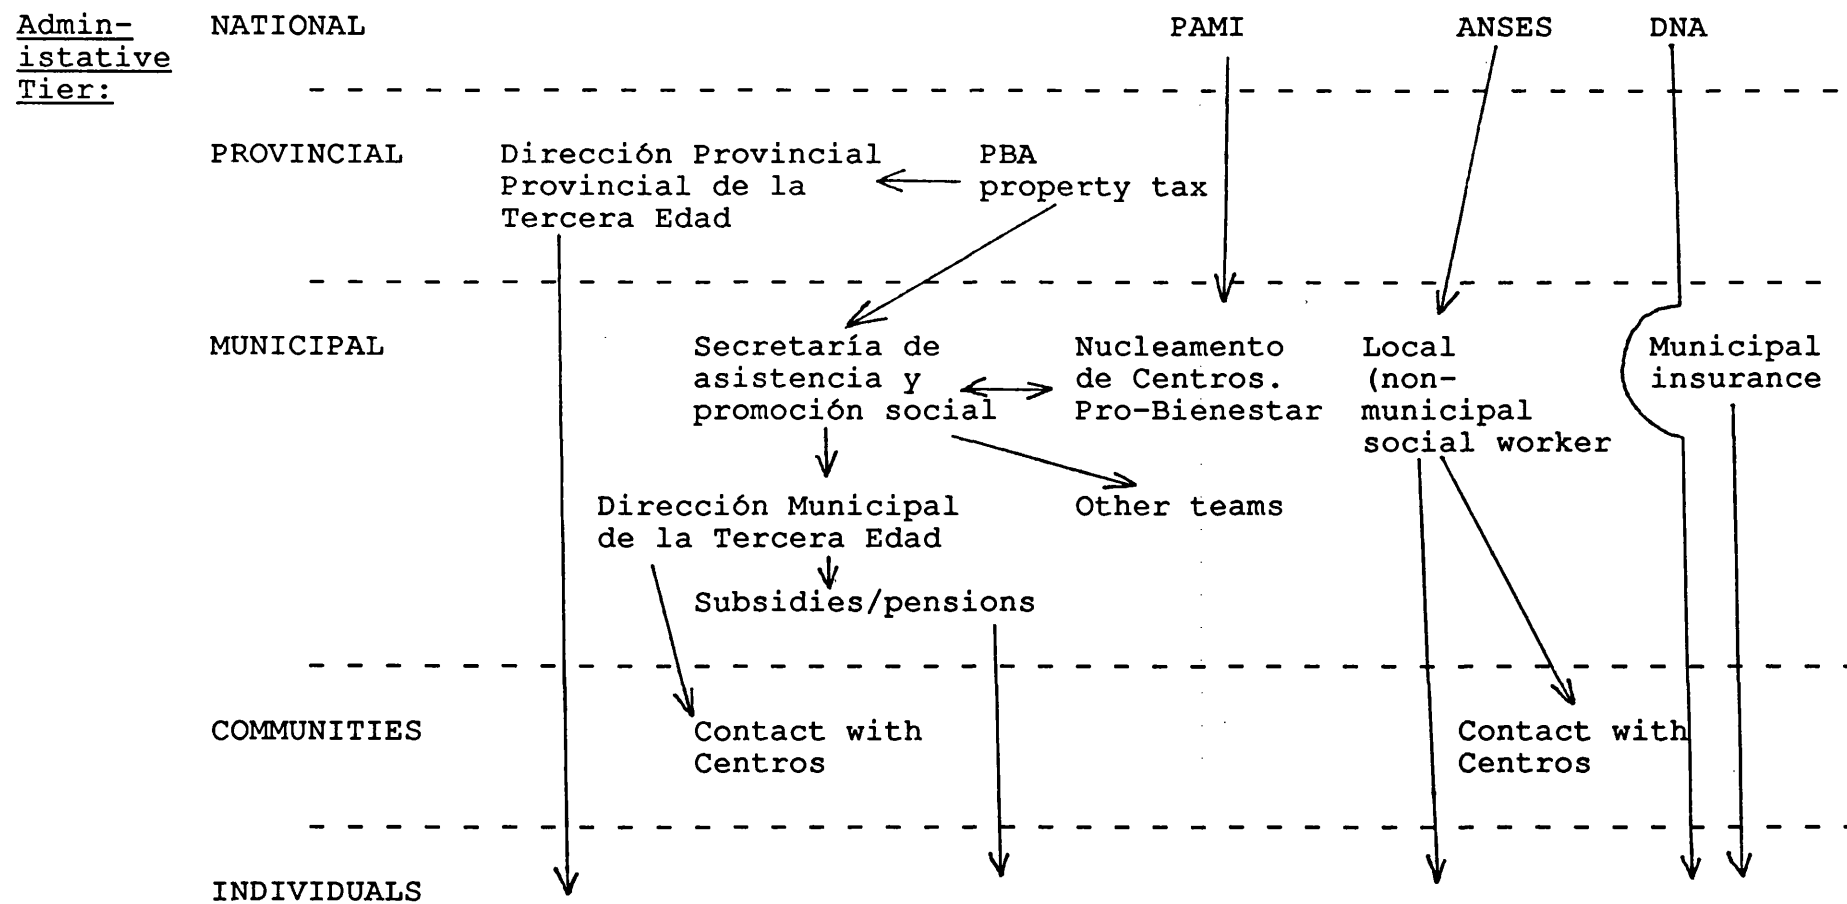 Admin-
istative
Tier:
NATIONAL PAMI ANSES DNA
PROVINCIAL
Dirección Provincial
Provincial de la
Tercera Edad
PBA
property tax
MUNICIPAL
Secretaría de
asistencia y
promoción social
Nucleamento
de Centros.
Pro-Bienestar
Local
(non-
municipal
social worker
Municipal
insurance
Dirección Municipal
de la Tercera Edad
Other teams
Subsidies/pensions
COMMUNITIES
Contact with
Centros
Contact with
Centros
INDIVIDUALS